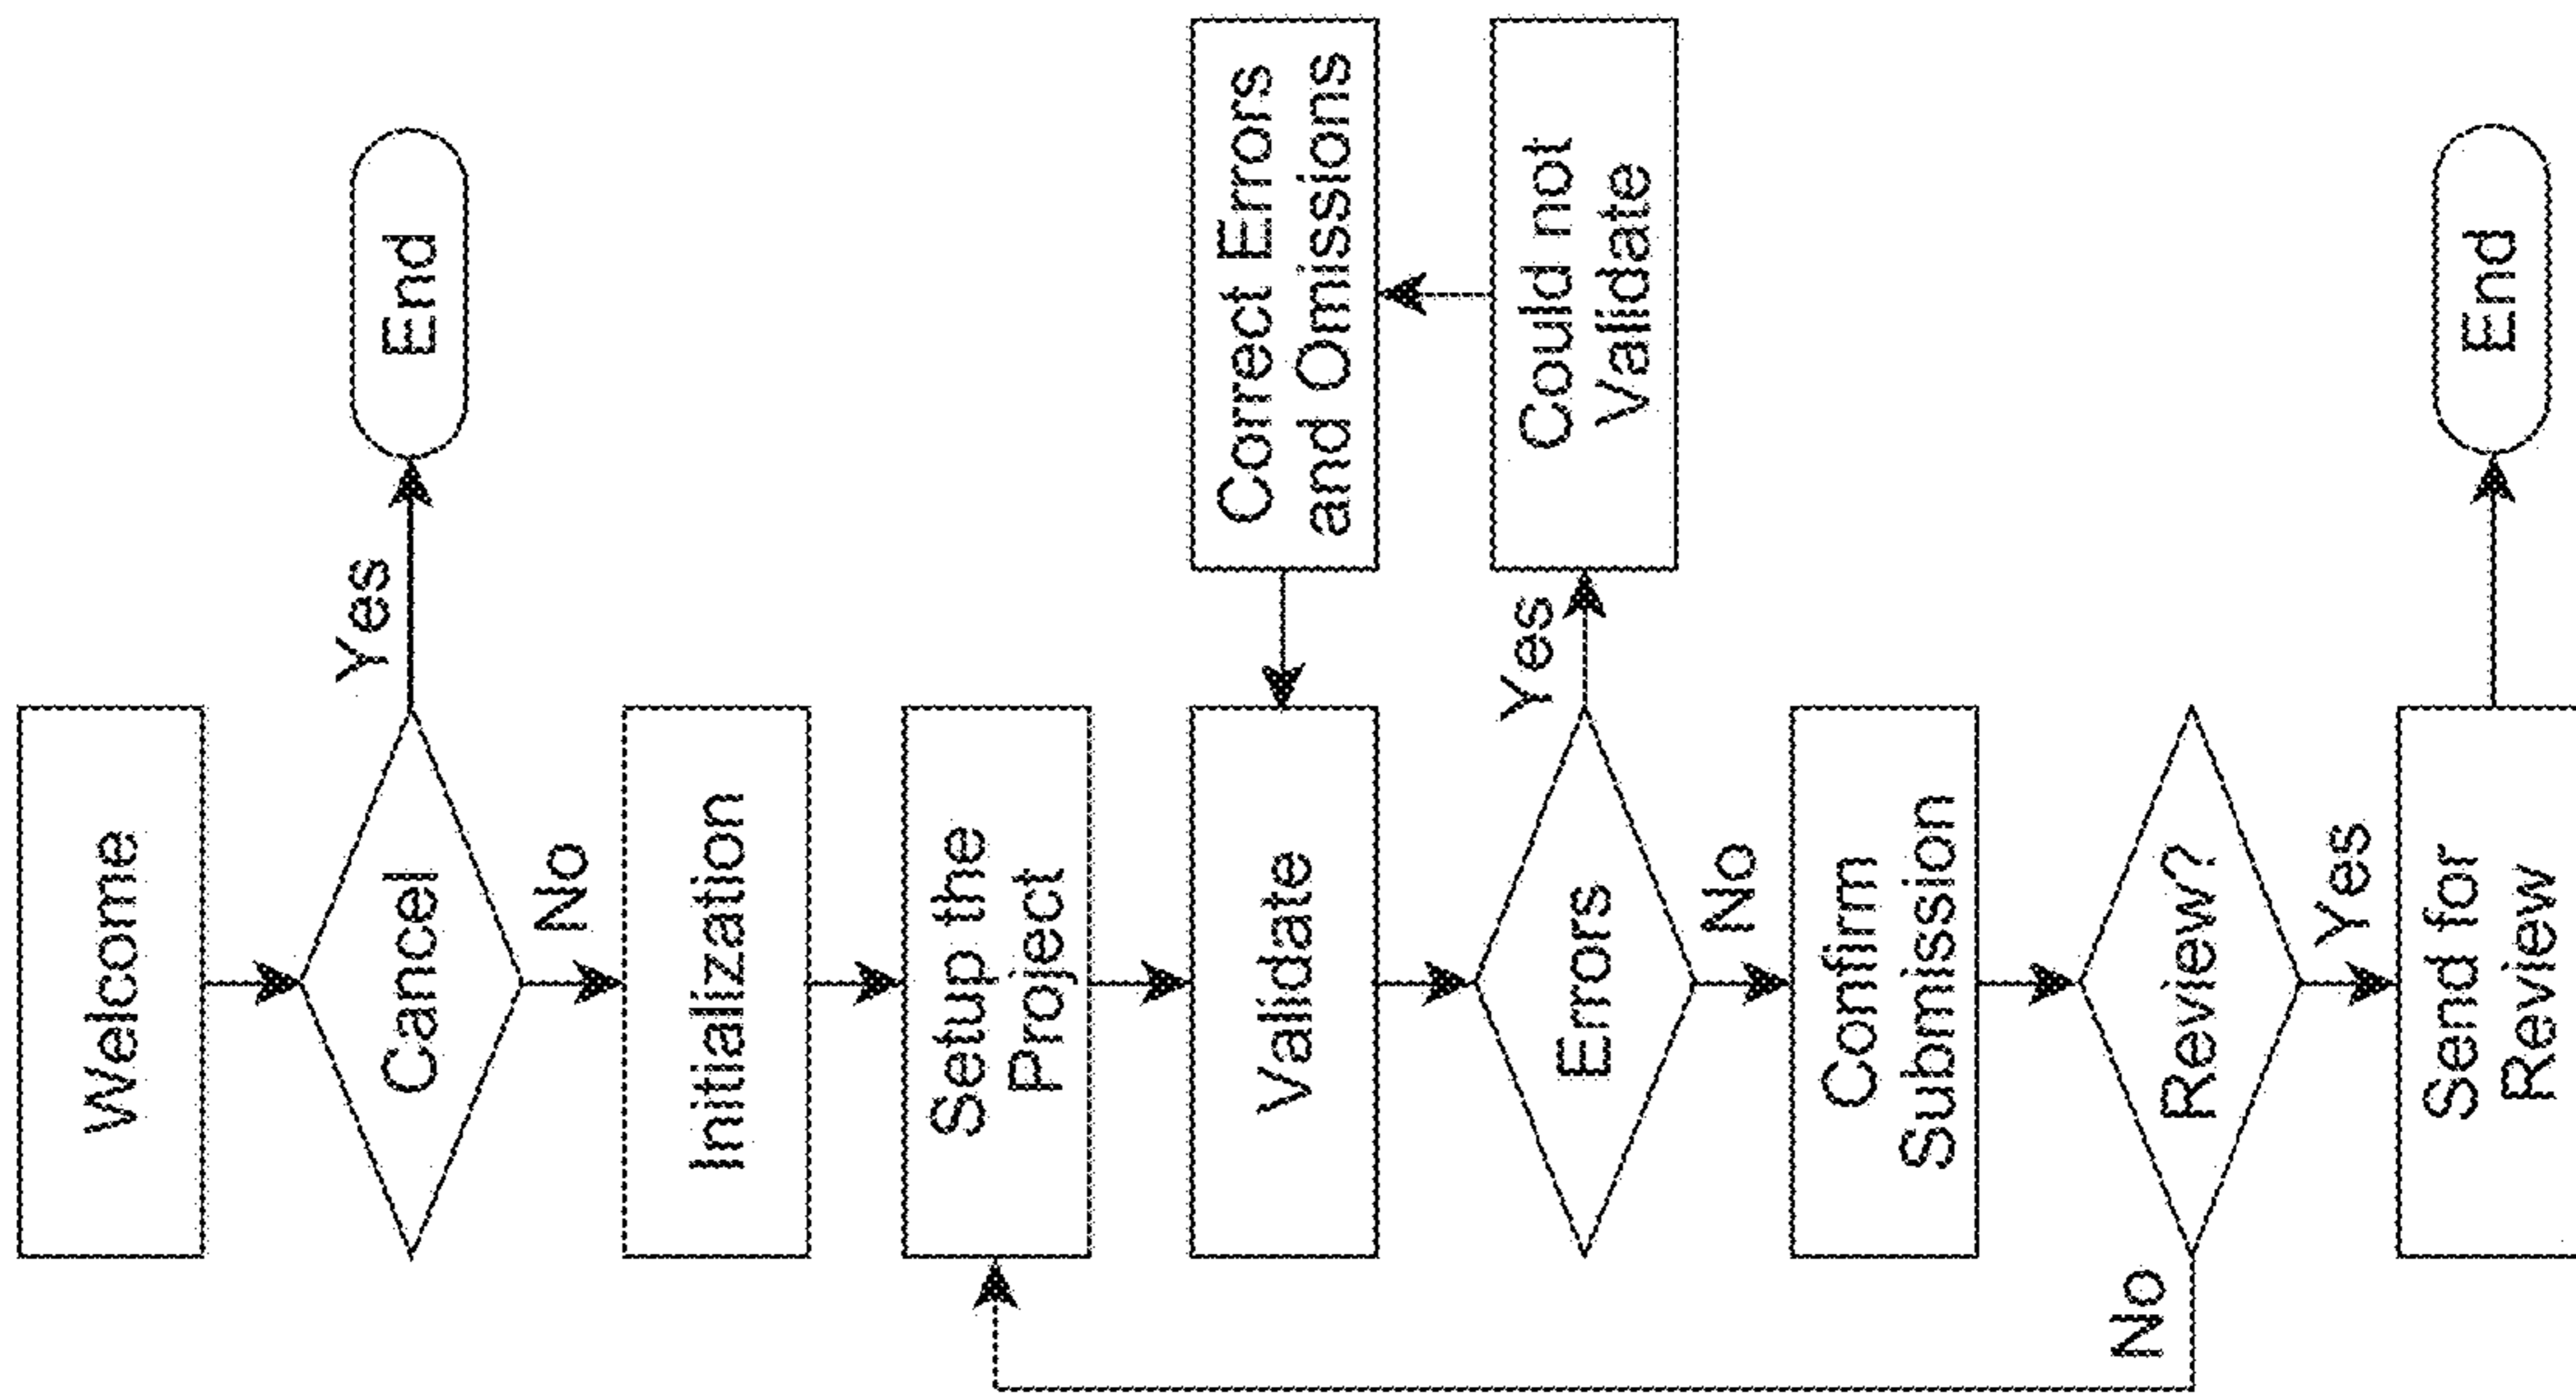 Welcome
Cancel
Yes
End
No
Initialization
Setup the
Project
Validate
Correct Errors
and Omissions
Errors
Yes
Could not
Validate
No
Confirm
Submission
Review?
No
Yes
Send for
Review
End